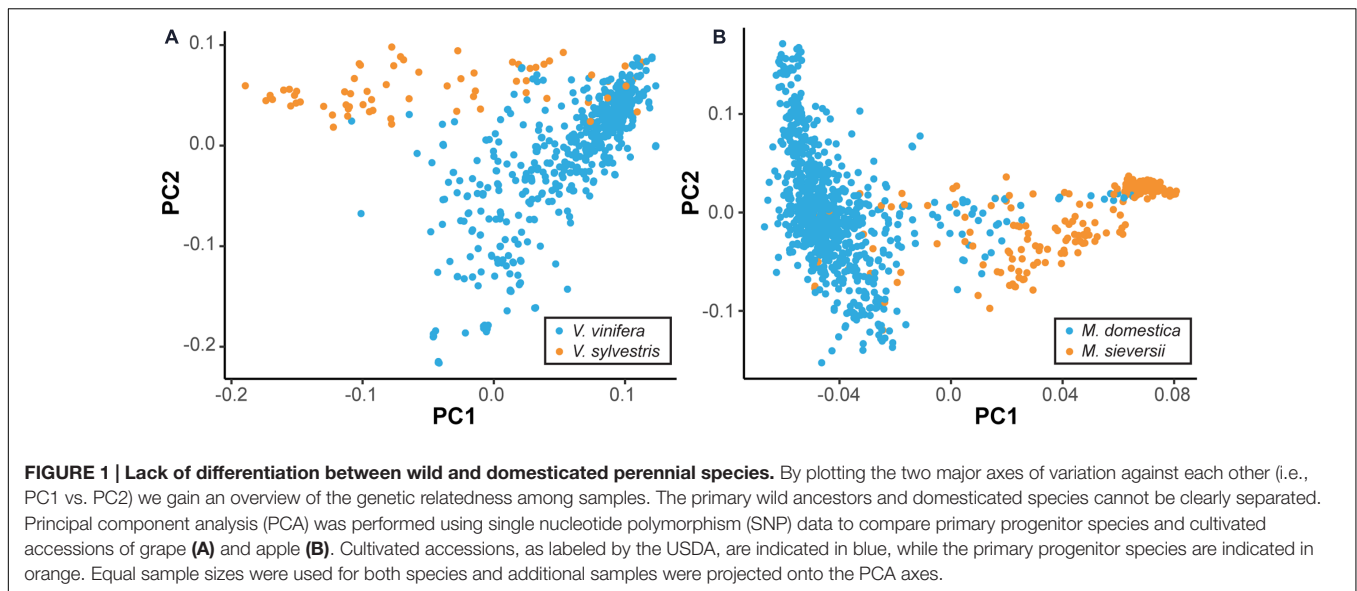 A
B
0.1
0.0
-0.1
-0.2
PC2
-0.2
-0.1
0.0
0.1
PC1
V. vinifera
V. sylvestris
0.1
0.0
-0.1
PC2
-0.04
0.0
0.04
0.08
PC1
M. domestica
M. sieversii
FIGURE 1 | Lack of differentiation between wild and domesticated perennial species. By plotting the two major axes of variation against each other (i.e.,
PC1 vs. PC2) we gain an overview of the genetic relatedness among samples. The primary wild ancestors and domesticated species cannot be clearly separated.
Principal component analysis (PCA) was performed using single nucleotide polymorphism (SNP) data to compare primary progenitor species and cultivated
accessions of grape (A) and apple (B). Cultivated accessions, as labeled by the USDA, are indicated in blue, while the primary progenitor species are indicated in
orange. Equal sample sizes were used for both species and additional samples were projected onto the PCA axes.